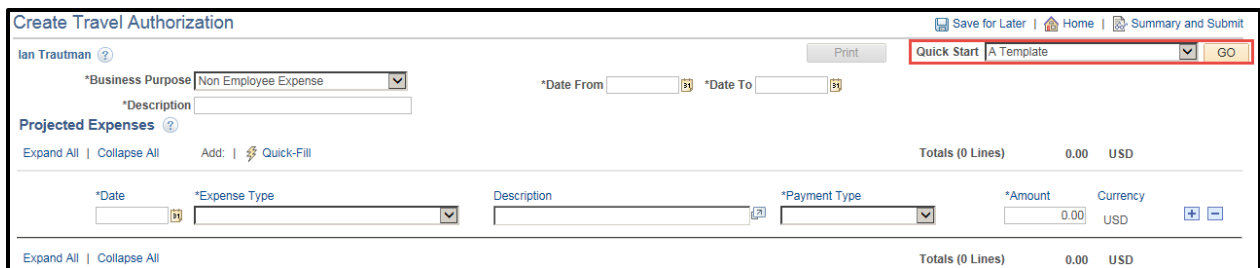 Create Travel Authorization Save for Later | Home | Summary and Submit
Ian Trautman ? Print Quick Start A Template GO
*Business Purpose Non Employee Expense *Date From 31 *Date To 31
*Description
Projected Expenses ?
Expand All | Collapse All Add: | Quick-Fill Totals (0 Lines) 0.00 USD
*Date *Expense Type Description *Payment Type *Amount Currency
31 0.00 USD + -
Expand All | Collapse All Totals (0 Lines) 0.00 USD